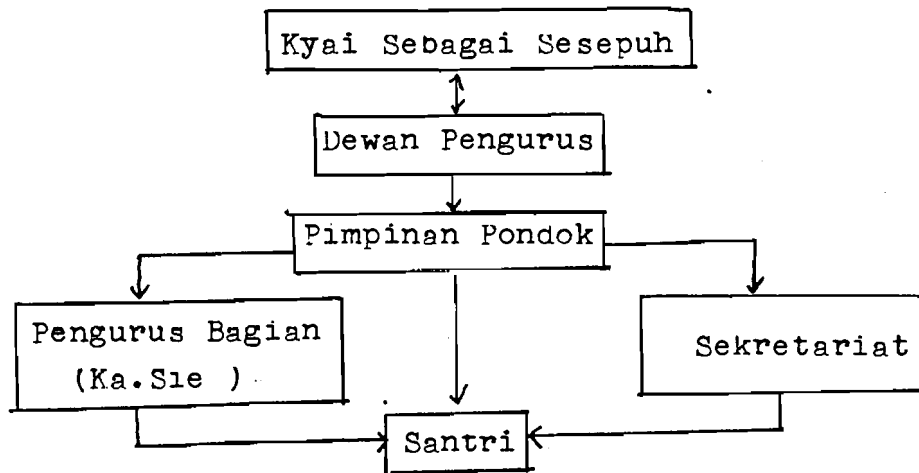 Kyai Sebagai Sesepuh
Dewan Pengurus
Pimpinan Pondok
Pengurus Bagian
(Ka.Sie )
Sekretariat
Santri